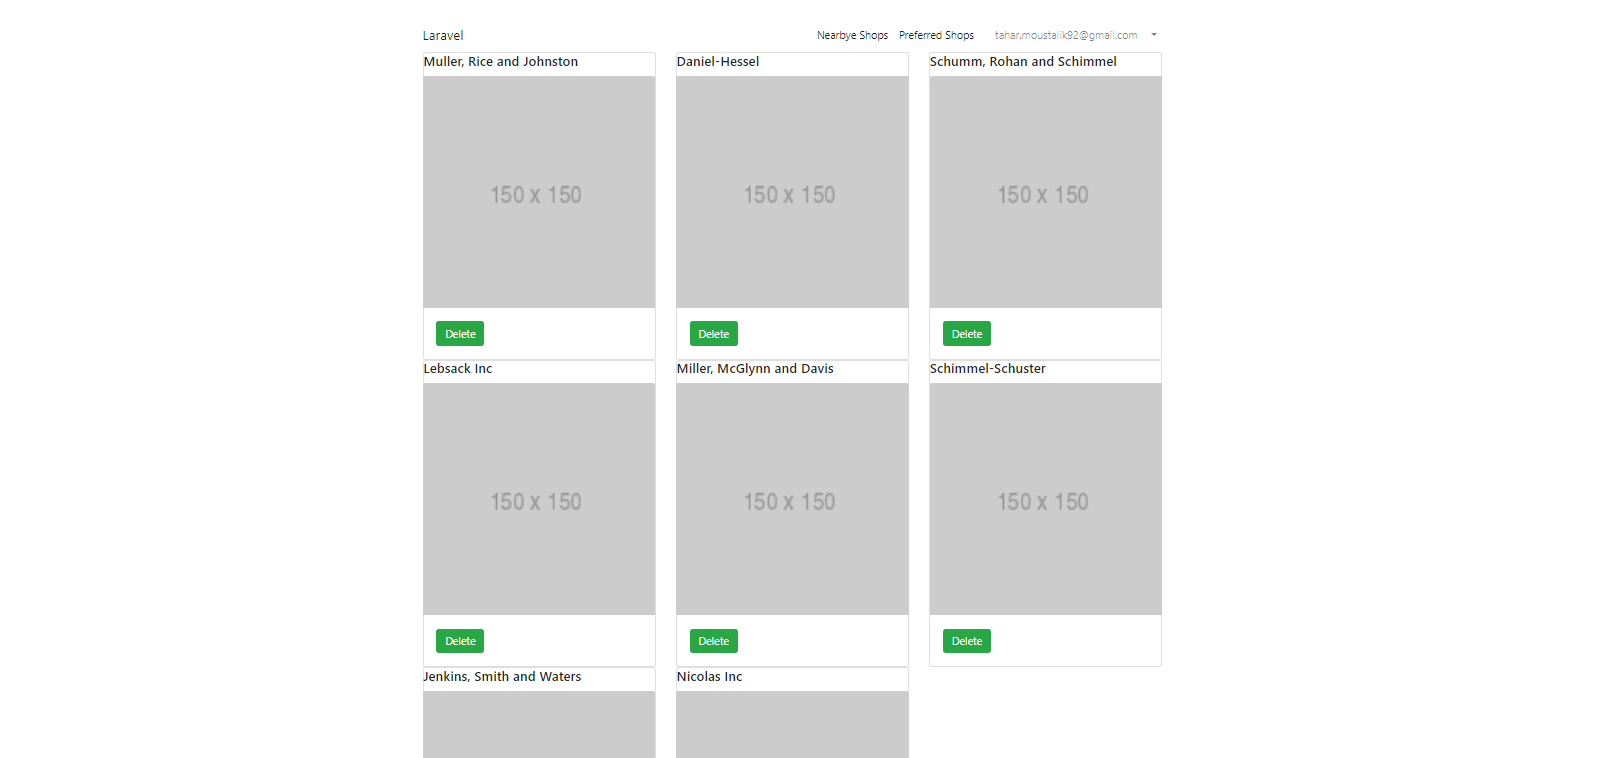 Laravel
Nearbye Shops
Preferred Shops
tahar.moustalik92@gmail.com
Muller, Rice and Johnston
Daniel-Hessel
Schumm, Rohan and Schimmel
150 x 150
150 x 150
150 x 150
Delete
Delete
Delete
Lebsack Inc
Miller, McGlynn and Davis
Schimmel-Schuster
150 x 150
150 x 150
150 x 150
Delete
Delete
Delete
Jenkins, Smith and Waters
Nicolas Inc